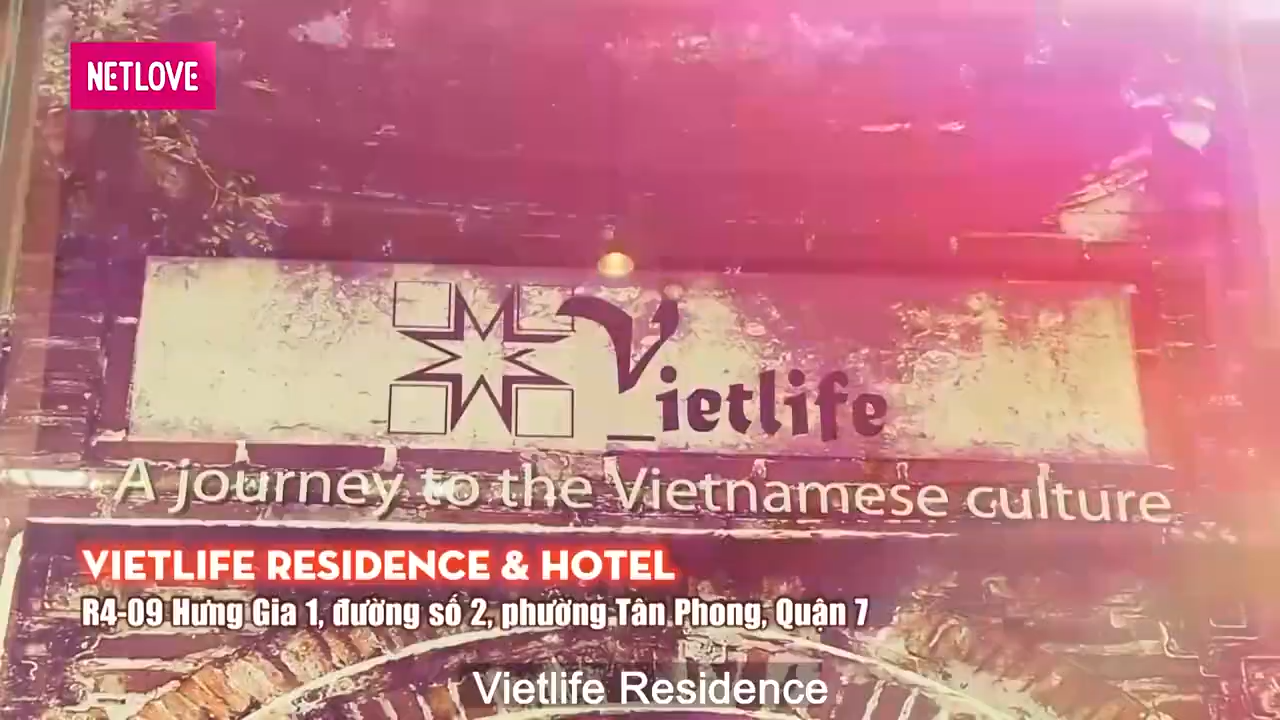 NETLOVE
Vietlife
A journey to the Vietnamese culture
VIETLIFE RESIDENCE & HOTEL
R4-09 Hưng Gia 1, đường số 2, phường Tân Phong, Quận 7
Vietlife Residence